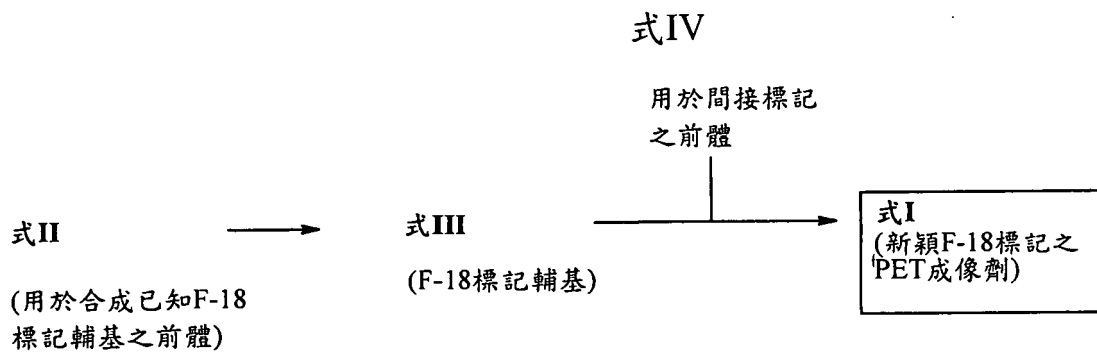 式IV
用於間接標記
之前體
式II
(用於合成已知F-18
標記輔基之前體)
式III
(F-18標記輔基)
式I
(新穎F-18標記之
PET成像劑)